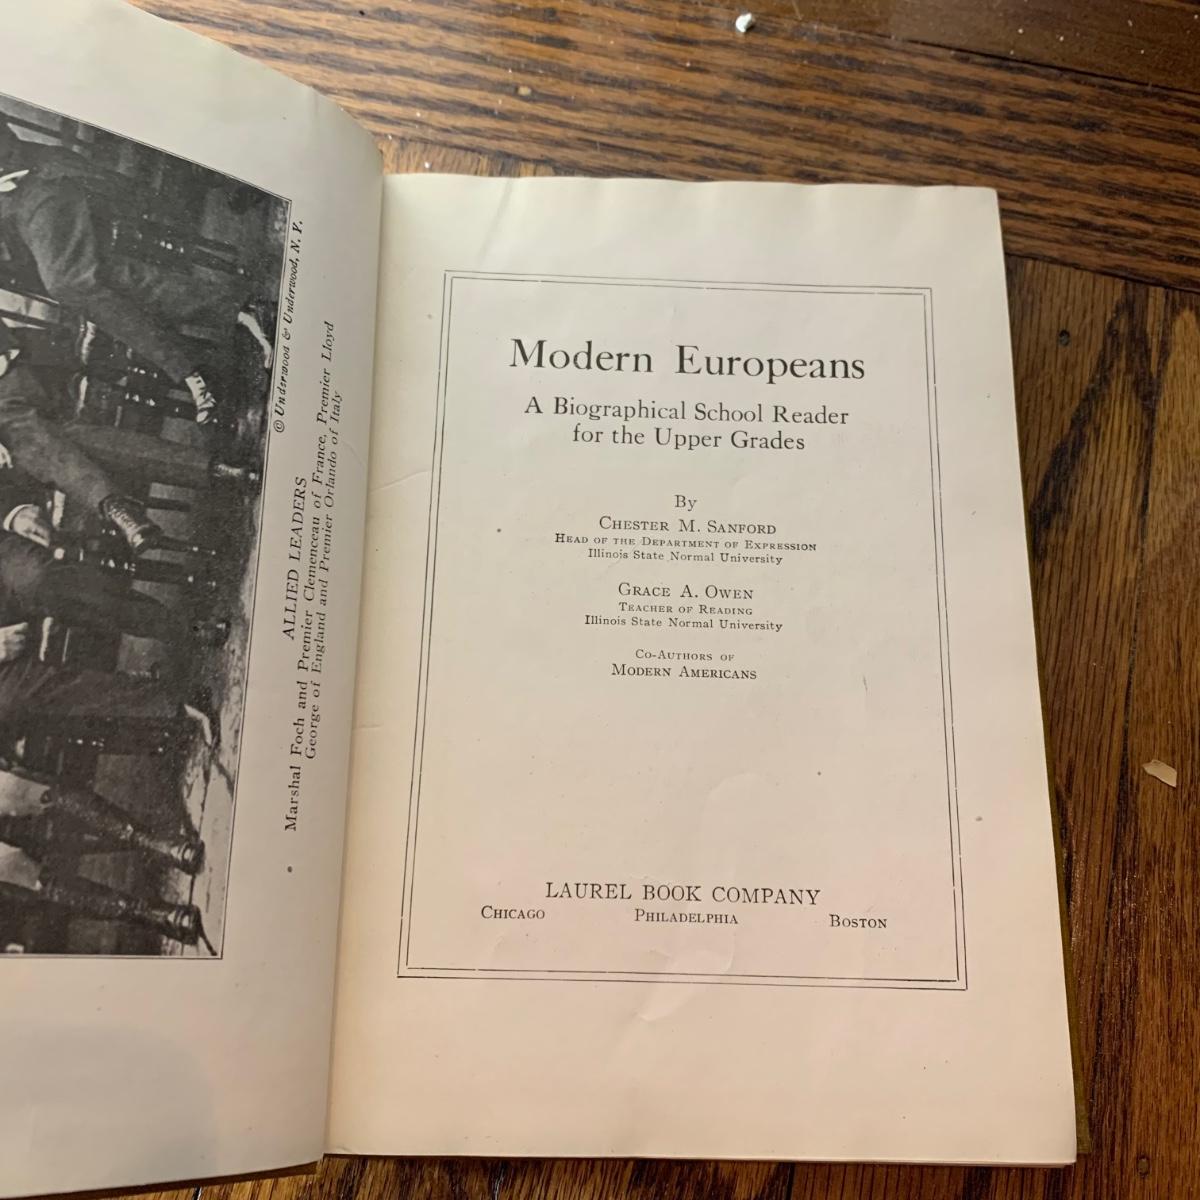 © Underwood & Underwood, N. Y.
ALLIED LEADERS
Marshal Foch and Premier Clemenceau of France, Premier Lloyd
George of England and Premier Orlando of Italy
Modern Europeans
A Biographical School Reader
for the Upper Grades
By
CHESTER M. SANFORD
HEAD OF THE DEPARTMENT OF EXPRESSION
Illinois State Normal University
GRACE A. OWEN
TEACHER OF READING
Illinois State Normal University
CO-AUTHORS OF
MODERN AMERICANS
LAUREL BOOK COMPANY
CHICAGO PHILADELPHIA BOSTON